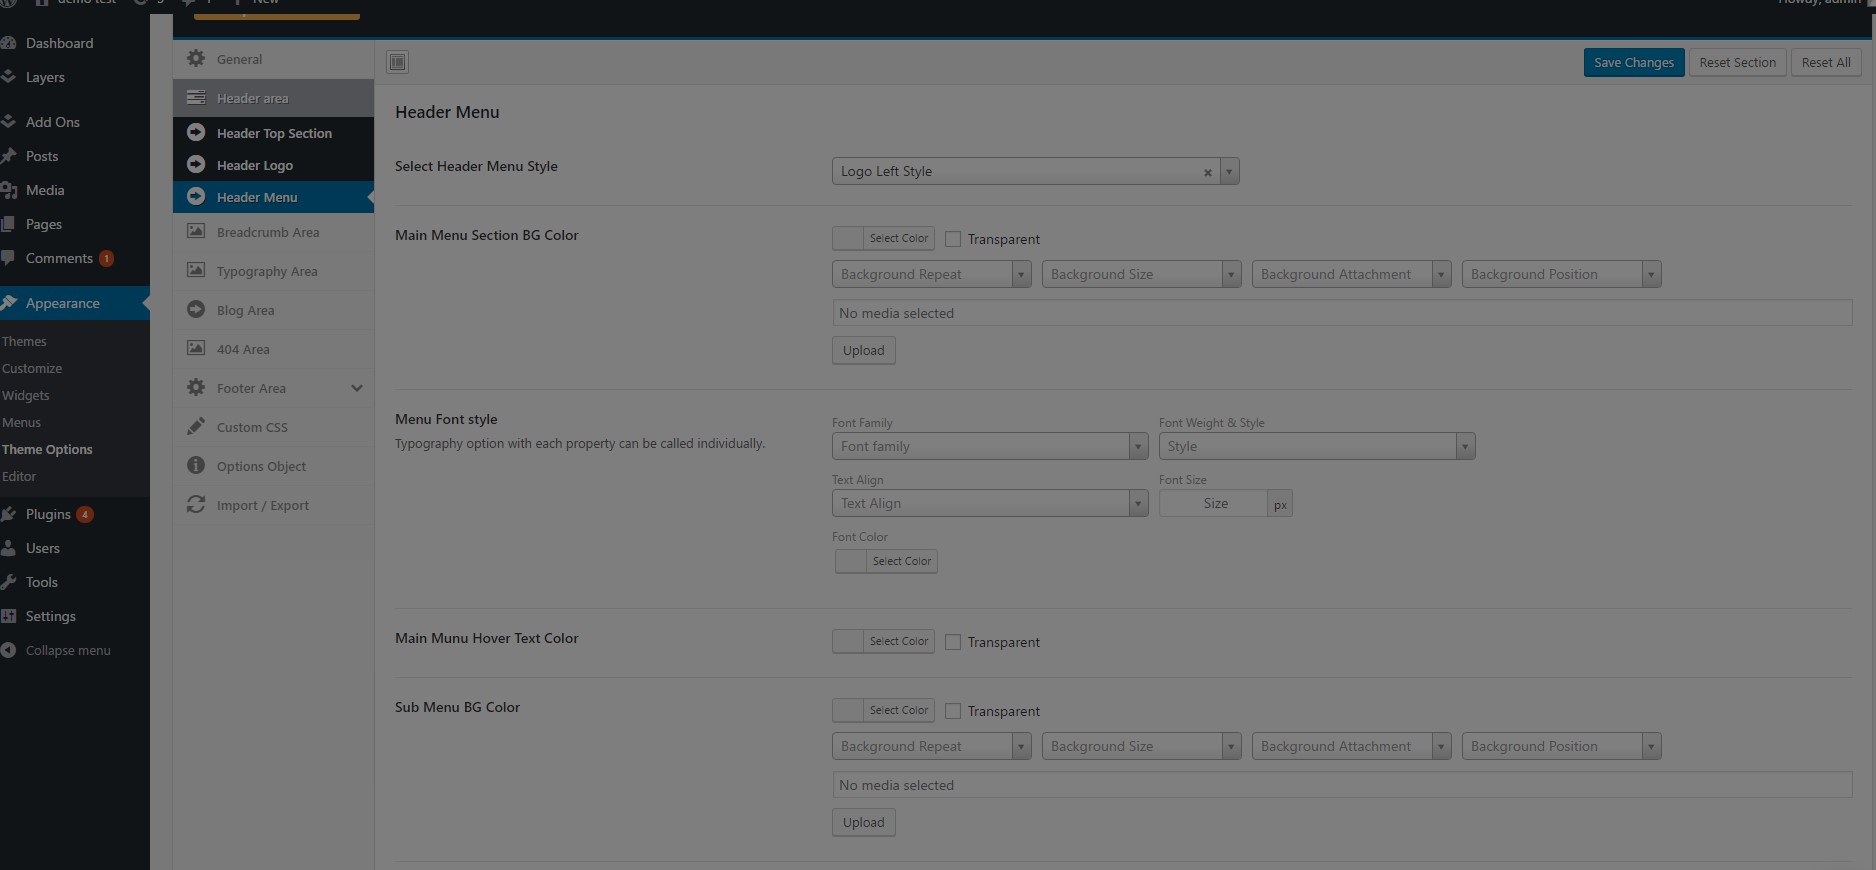 demo test
New
Howdy, admin
Dashboard
Layers
Add Ons
Posts
Media
Pages
Comments 1
Appearance
Themes
Customize
Widgets
Menus
Theme Options
Editor
Plugins 4
Users
Tools
Settings
Collapse menu
General
Header area
Header Top Section
Header Logo
Header Menu
Breadcrumb Area
Typography Area
Blog Area
404 Area
Footer Area
Custom CSS
Options Object
Import / Export
Save Changes Reset Section Reset All
Header Menu
Select Header Menu Style Logo Left Style
Main Menu Section BG Color Select Color Transparent
Background Repeat Background Size Background Attachment Background Position
No media selected
Upload
Menu Font style
Typography option with each property can be called individually.
Font Family Font Weight & Style
Font family Style
Text Align Font Size
Text Align Size px
Font Color
Select Color
Main Munu Hover Text Color Select Color Transparent
Sub Menu BG Color Select Color Transparent
Background Repeat Background Size Background Attachment Background Position
No media selected
Upload